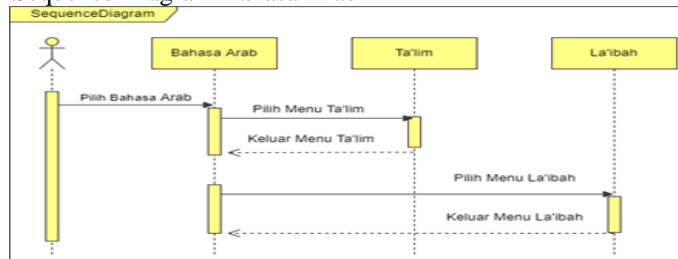 SequenceDiagram
Bahasa Arab
Ta'lim
La'ibah
Pilih Bahasa Arab
Pilih Menu Ta'lim
Keluar Menu Ta'lim
Pilih Menu La'ibah
Keluar Menu La'ibah